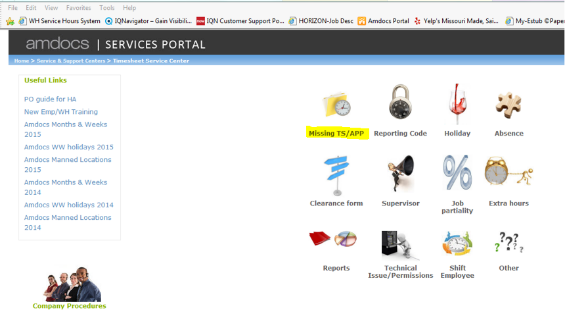 File Edit View Favorites Tools Help
WH Service Hours System IQNavigator – Gain Visibili... IQN Customer Support Po... HORIZON-Job Desc Amdocs Portal Yelp's Missouri Made, Sei... My-Estub @Pape
amdocs | SERVICES PORTAL
Home > Service & Support Centers > Timesheet Service Center
Useful Links
PO guide for HA
New Emp/WH Training
Amdocs Months & Weeks
2015
Amdocs WW holidays 2015
Amdocs Manned Locations
2015
Amdocs Months & Weeks
2014
Amdocs WW holidays 2014
Amdocs Manned Locations
2014
Company Procedures
Missing TS/APP Reporting Code Holiday Absence
Clearance form Supervisor Job
partiality Extra hours
Reports Technical
Issue/Permissions Shift
Employee Other